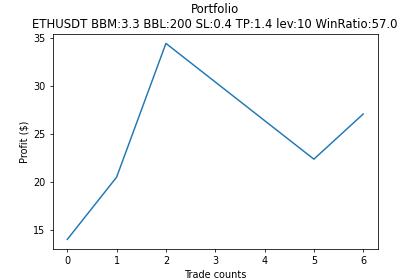 Portfolio
ETHUSDT BBM:3.3 BBL:200 SL:0.4 TP:1.4 lev:10 WinRatio:57.0
35
30
25
20
15
Profit ($)
0 1 2 3 4 5 6
Trade counts